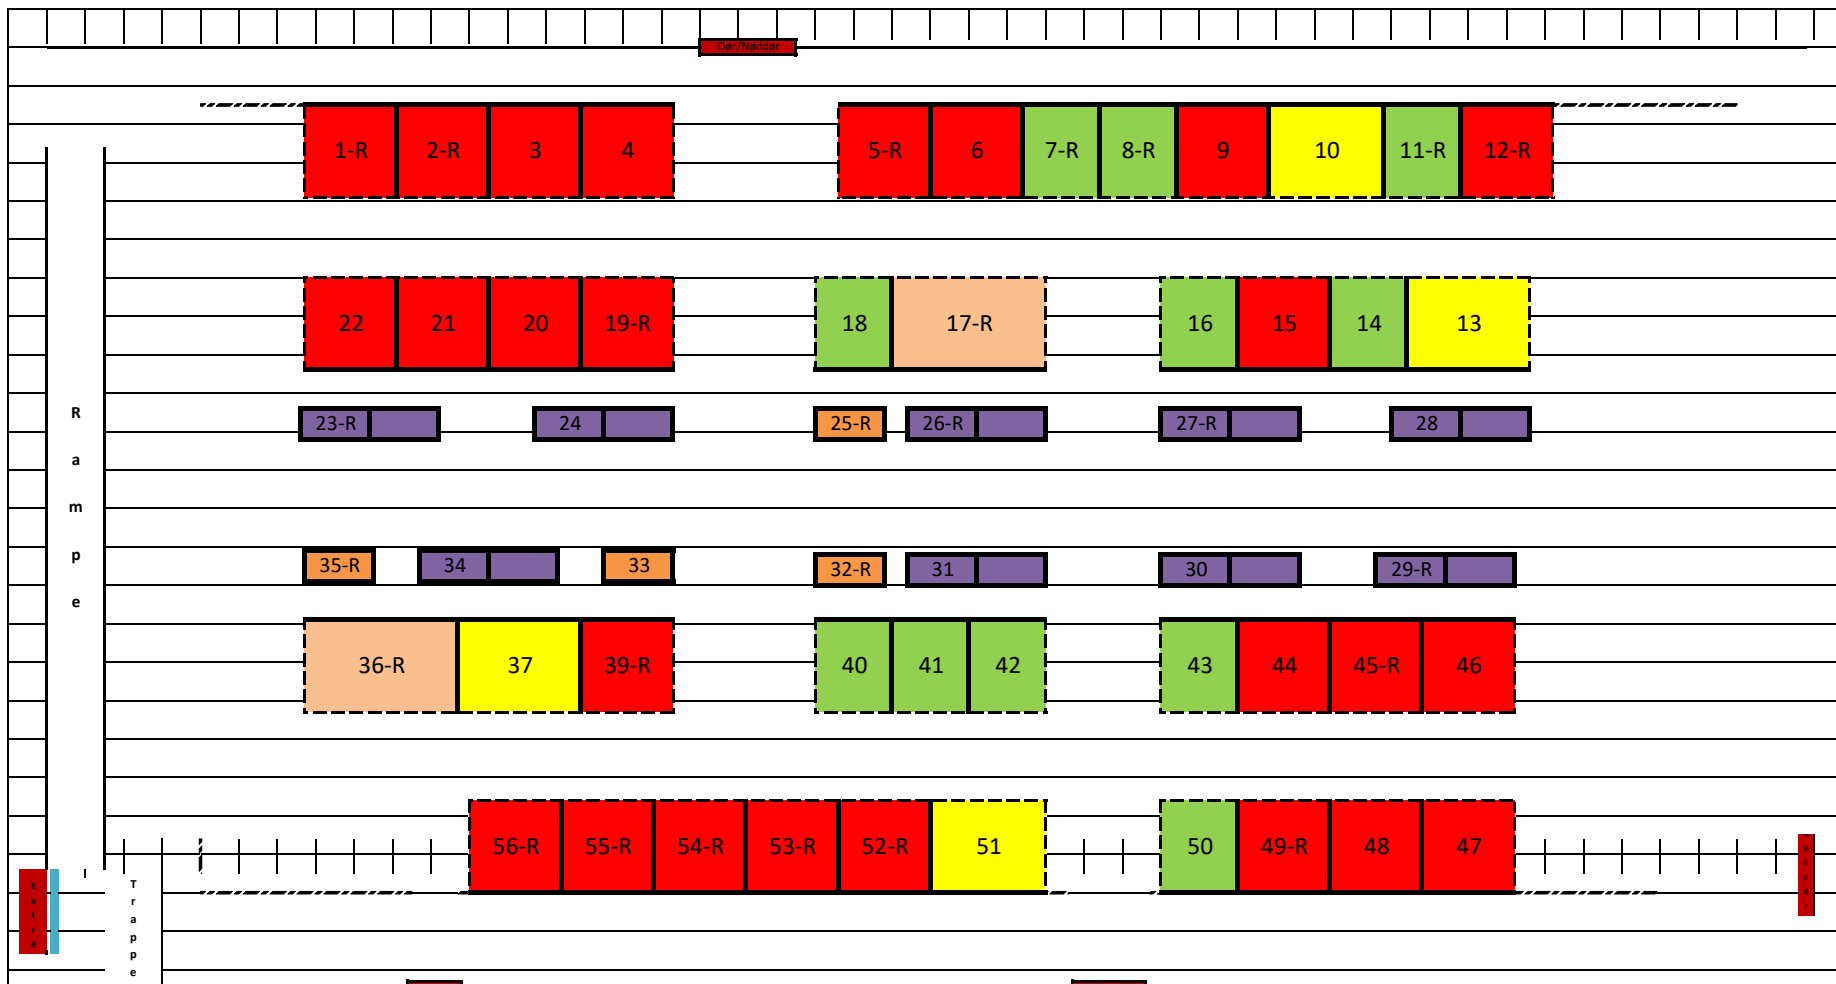 Dør/Nøddør
1-R 2-R 3 4 5-R 6 7-R 8-R 9 10 11-R 12-R
22 21 20 19-R 18 17-R 16 15 14 13
23-R 24 25-R 26-R 27-R 28
35-R 34 33 32-R 31 30 29-R
36-R 37 39-R 40 41 42 43 44 45-R 46
56-R 55-R 54-R 53-R 52-R 51 50 49-R 48 47
Rampe
Entré
Trappe